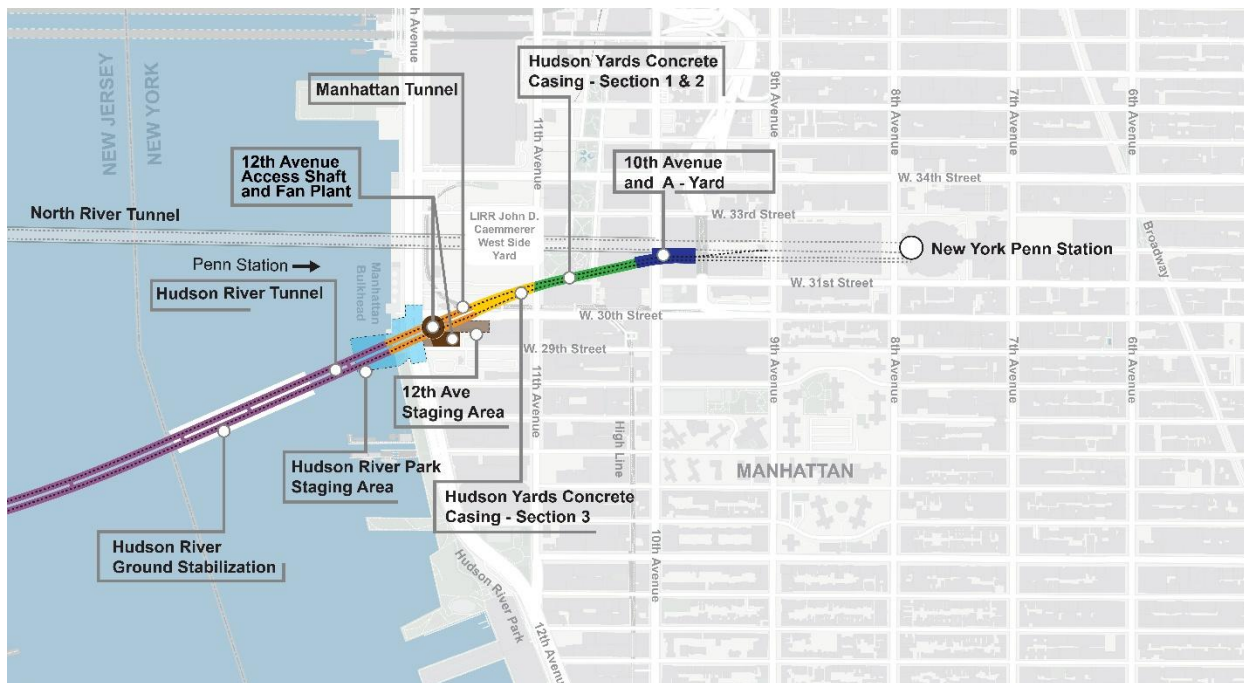 th Avenue
NEW JERSEY
NEW YORK
Manhattan Tunnel
Hudson Yards Concrete
Casing - Section 1 & 2
11th Avenue
9th Avenue
8th Avenue
7th Avenue
6th Avenue
12th Avenue
Access Shaft
and Fan Plant
10th Avenue
and A - Yard
W. 34th Street
North River Tunnel
LIRR John D.
Caemmerer
West Side
Yard
W. 33rd Street
Broadway
New York Penn Station
Penn Station
Manhattan
Bulkhead
Hudson River Tunnel
W. 31st Street
W. 30th Street
W. 29th Street
11th Avenue
9th Avenue
8th Avenue
7th Avenue
6th Avenue
12th Ave
Staging Area
High Line
Hudson River Park
Staging Area
MANHATTAN
Hudson Yards Concrete
Casing - Section 3
Hudson River
Ground Stabilization
10th Avenue
Hudson River Park
12th Avenue